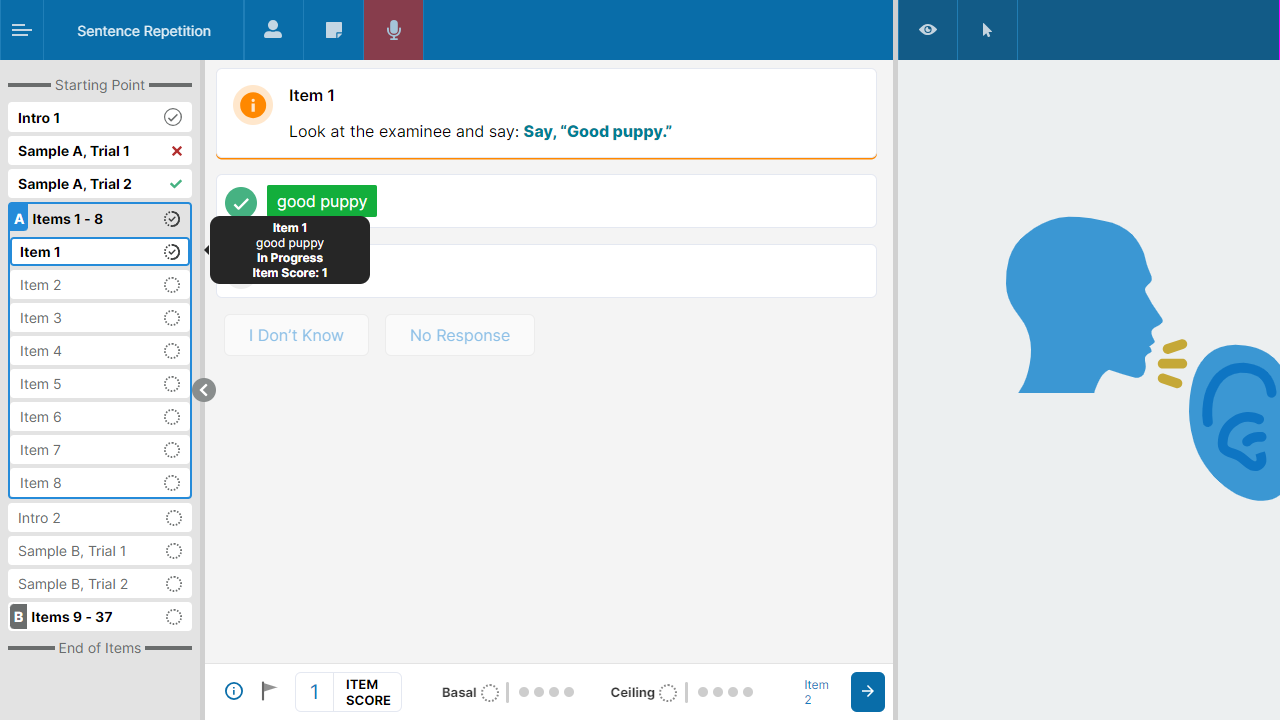 Sentence Repetition
Starting Point
Intro 1
Sample A, Trial 1
Sample A, Trial 2
A Items 1 - 8
Item 1
Item 2
Item 3
Item 4
Item 5
Item 6
Item 7
Item 8
Intro 2
Sample B, Trial 1
Sample B, Trial 2
B Items 9 - 37
End of Items
Item 1
Look at the examinee and say: Say, “Good puppy.”
good puppy
Item 1
good puppy
In Progress
Item Score: 1
I Don’t Know
No Response
1
ITEM
SCORE
Basal
Ceiling
Item
2